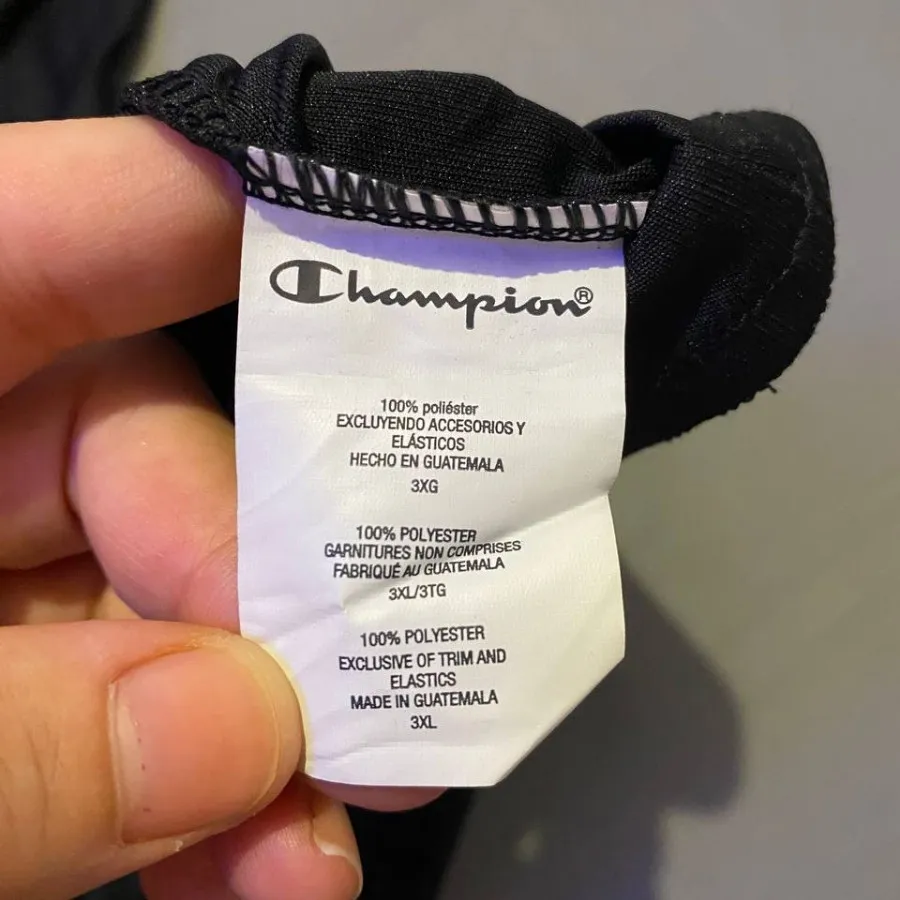 Champion®
100% poliéster
EXCLUYENDO ACCESORIOS Y
ELÁSTICOS
HECHO EN GUATEMALA
3XG
100% POLYESTER
GARNITURES NON COMPRISES
FABRIQUÉ AU GUATEMALA
3XL/3TG
100% POLYESTER
EXCLUSIVE OF TRIM AND
ELASTICS
MADE IN GUATEMALA
3XL